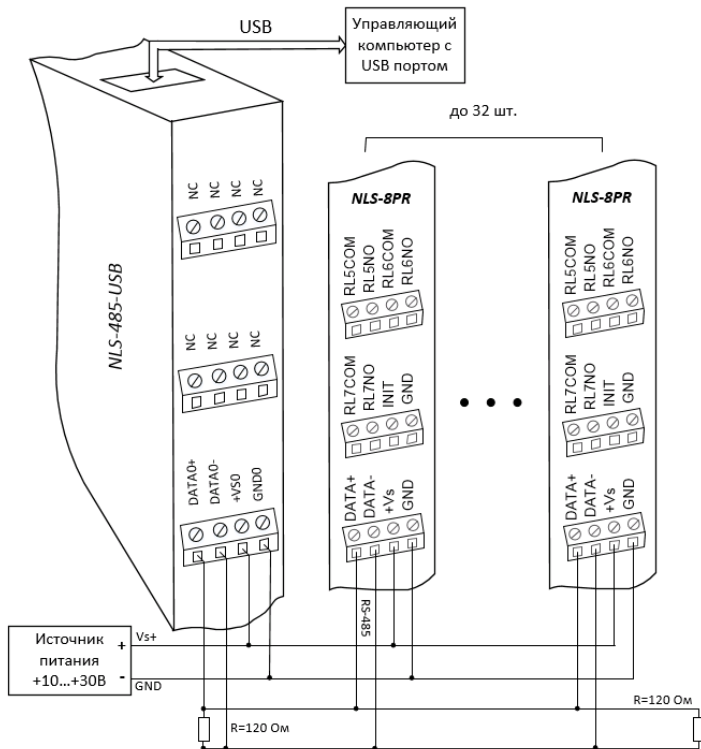 USB
Управляющий
компьютер с
USB портом
до 32 шт.
NLS-485-USB
NC NC NC NC
NC NC NC NC
DATA0+ DATA0- +VS0 GND0
NLS-8PR
RL5COM RL5NO RL6COM RL6NO
RL7COM RL7NO INIT GND
DATA+ DATA- +Vs GND
NLS-8PR
RL5COM RL5NO RL6COM RL6NO
RL7COM RL7NO INIT GND
DATA+ DATA- +Vs GND
RS-485
Источник
питания
+10...+30В
+ Vs+
- GND
R=120 Ом
R=120 Ом